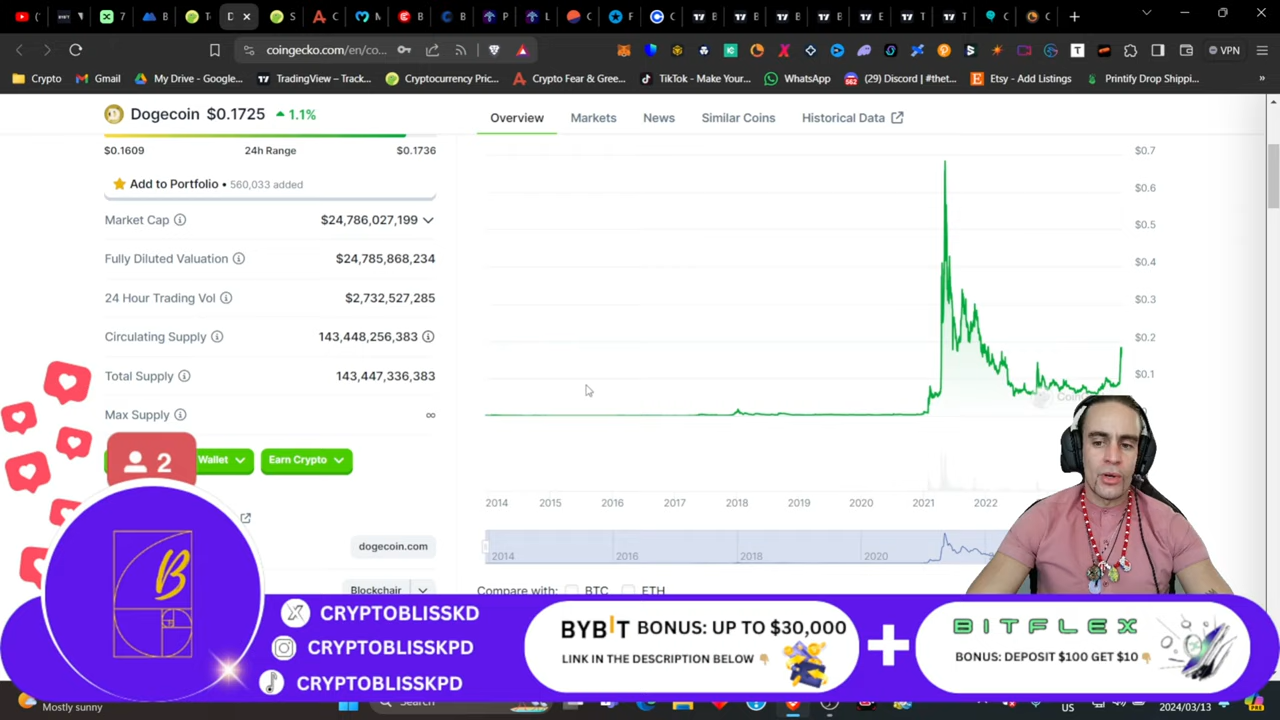 coingecko.com/en/co...
VPN
Crypto
Gmail
My Drive - Google...
TradingView – Track...
Cryptocurrency Pric...
Crypto Fear & Gree...
TikTok - Make Your...
WhatsApp
(29) Discord | #thet...
Etsy - Add Listings
Printify Drop Shippi...
Dogecoin $0.1725 1.1%
Overview
Markets
News
Similar Coins
Historical Data
$0.1609
24h Range
$0.1736
Add to Portfolio • 560,033 added
Market Cap
$24,786,027,199
Fully Diluted Valuation
$24,785,868,234
24 Hour Trading Vol
$2,732,527,285
Circulating Supply
143,448,256,383
Total Supply
143,447,336,383
Max Supply
∞
Wallet
Earn Crypto
2
dogecoin.com
Blockchair
$0.7
$0.6
$0.5
$0.4
$0.3
$0.2
$0.1
2014 2015 2016 2017 2018 2019 2020 2021 2022
2014 2016 2018 2020
Compare with: BTC ETH
B
CRYPTOBLISSKD
CRYPTOBLISSKPD
CRYPTOBLISSKPD
BYBIT BONUS: UP TO $30,000
LINK IN THE DESCRIPTION BELOW
BITFLEX
BONUS: DEPOSIT $100 GET $10
Mostly sunny
Search
US
2024/03/13